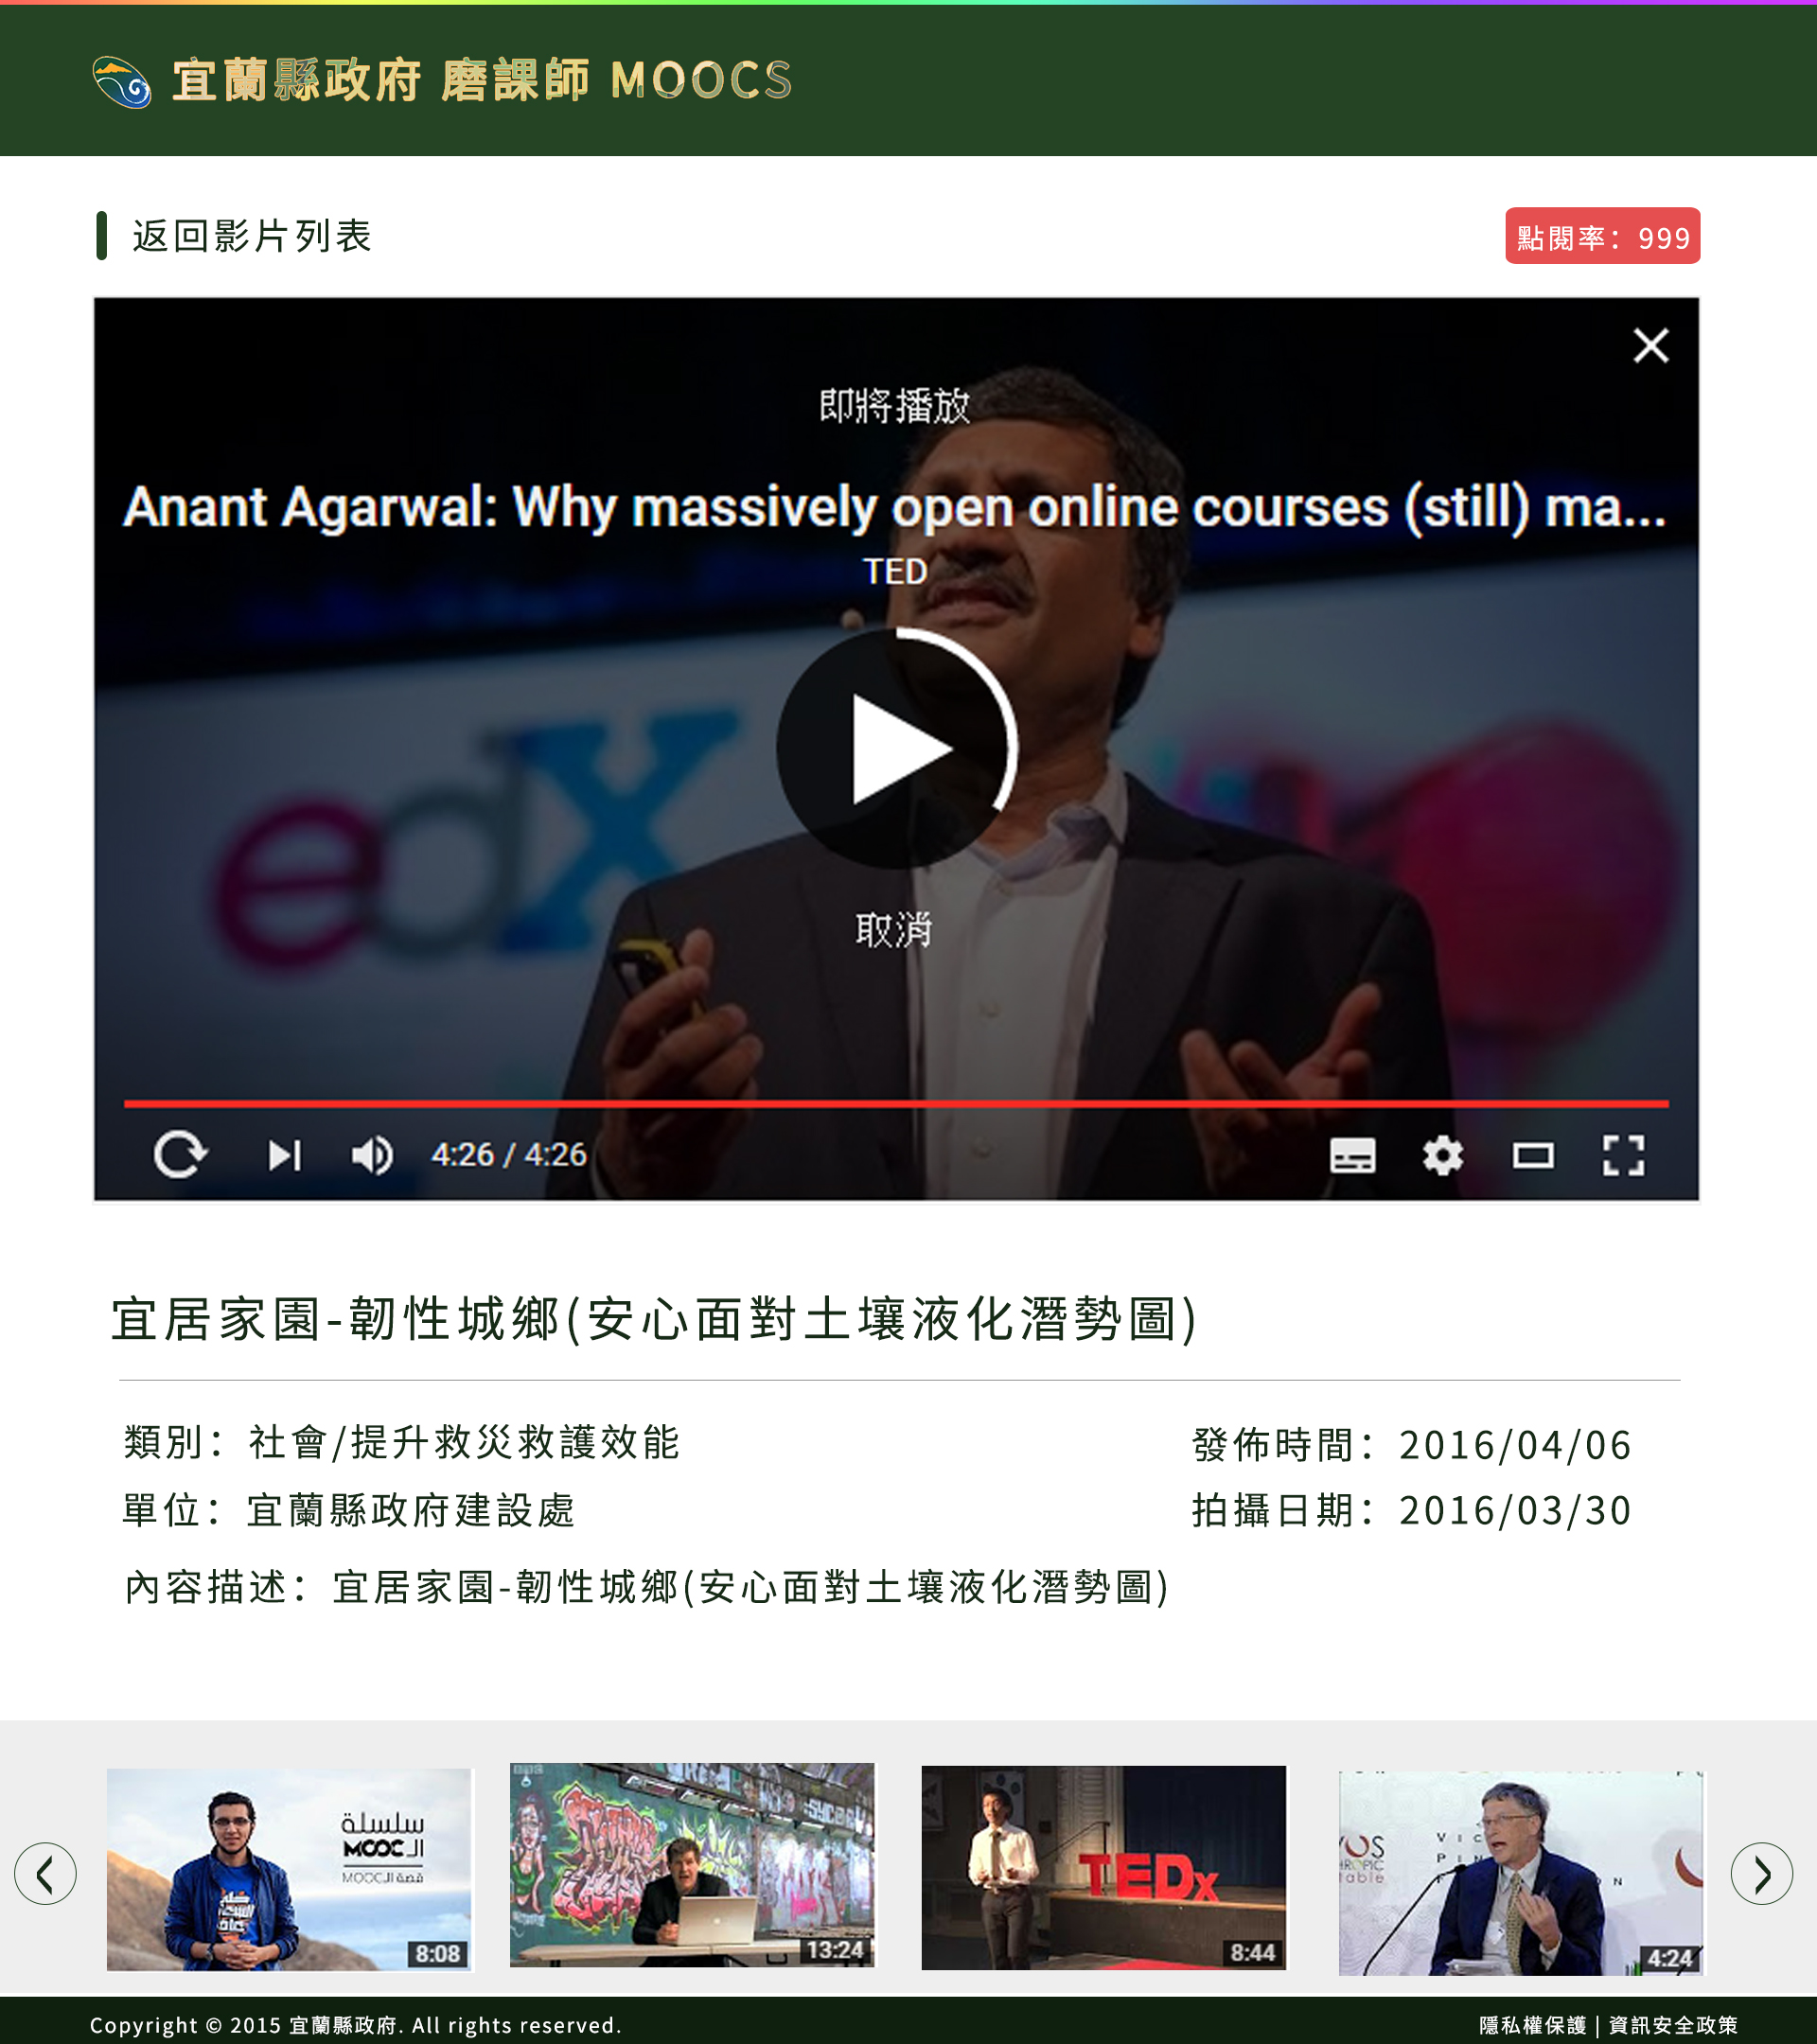 宜蘭縣政府 磨課師 MOOCS
返回影片列表
點閱率：999
即將播放
Anant Agarwal: Why massively open online courses (still) ma...
TED
edX
取消
4:26 / 4:26
宜居家園-韌性城鄉(安心面對土壤液化潛勢圖)
類別：社會/提升救災救護效能
發佈時間：2016/04/06
單位：宜蘭縣政府建設處
拍攝日期：2016/03/30
內容描述：宜居家園-韌性城鄉(安心面對土壤液化潛勢圖)
سلسلة
الـ MOOC
قصة الـMOOC
8:08
13:24
TEDx
8:44
4:24
Copyright © 2015 宜蘭縣政府. All rights reserved.
隱私權保護 | 資訊安全政策